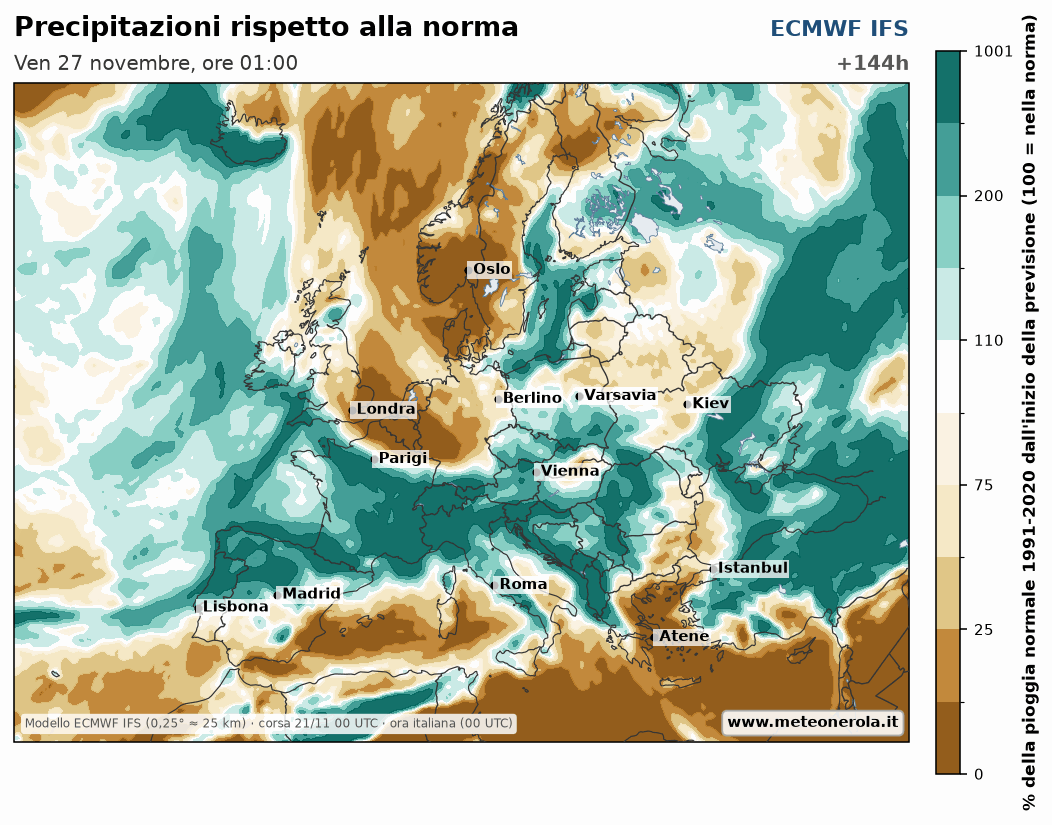 Precipitazioni rispetto alla norma
ECMWF IFS
Ven 27 novembre, ore 01:00
+144h
Oslo
Londra
Berlino
Varsavia
Kiev
Parigi
Vienna
Istanbul
Roma
Madrid
Lisbona
Atene
Modello ECMWF IFS (0,25° ≈ 25 km) · corsa 21/11 00 UTC · ora italiana (00 UTC)
www.meteonerola.it
1001
200
110
75
25
0
% della pioggia normale 1991-2020 dall'inizio della previsione (100 = nella norma)